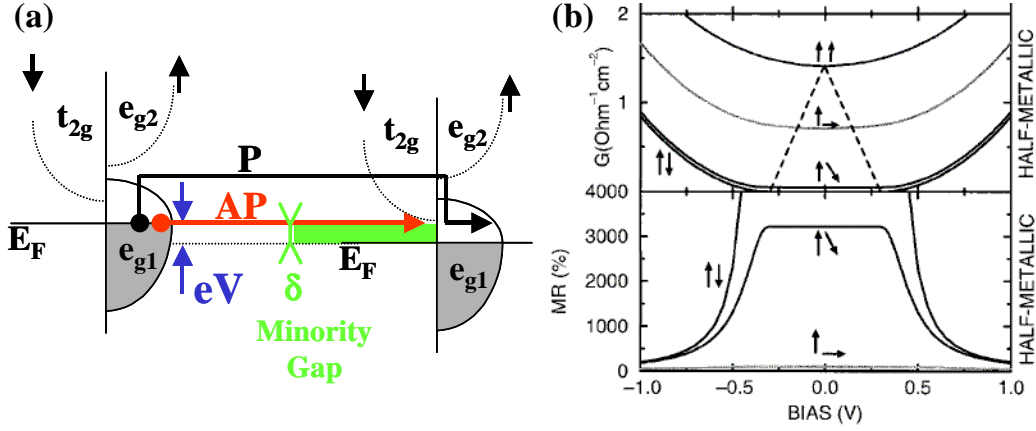 (a)
t2g
eg2
t2g
eg2
P
AP
EF
EF
eg1
eg1
eV
δ
Minority
Gap
(b)
2
1
0
G(Ohm⁻¹cm⁻²)
HALF-METALLIC
4000
3000
2000
1000
0
MR (%)
HALF-METALLIC
−1.0
−0.5
0.0
0.5
1.0
BIAS (V)